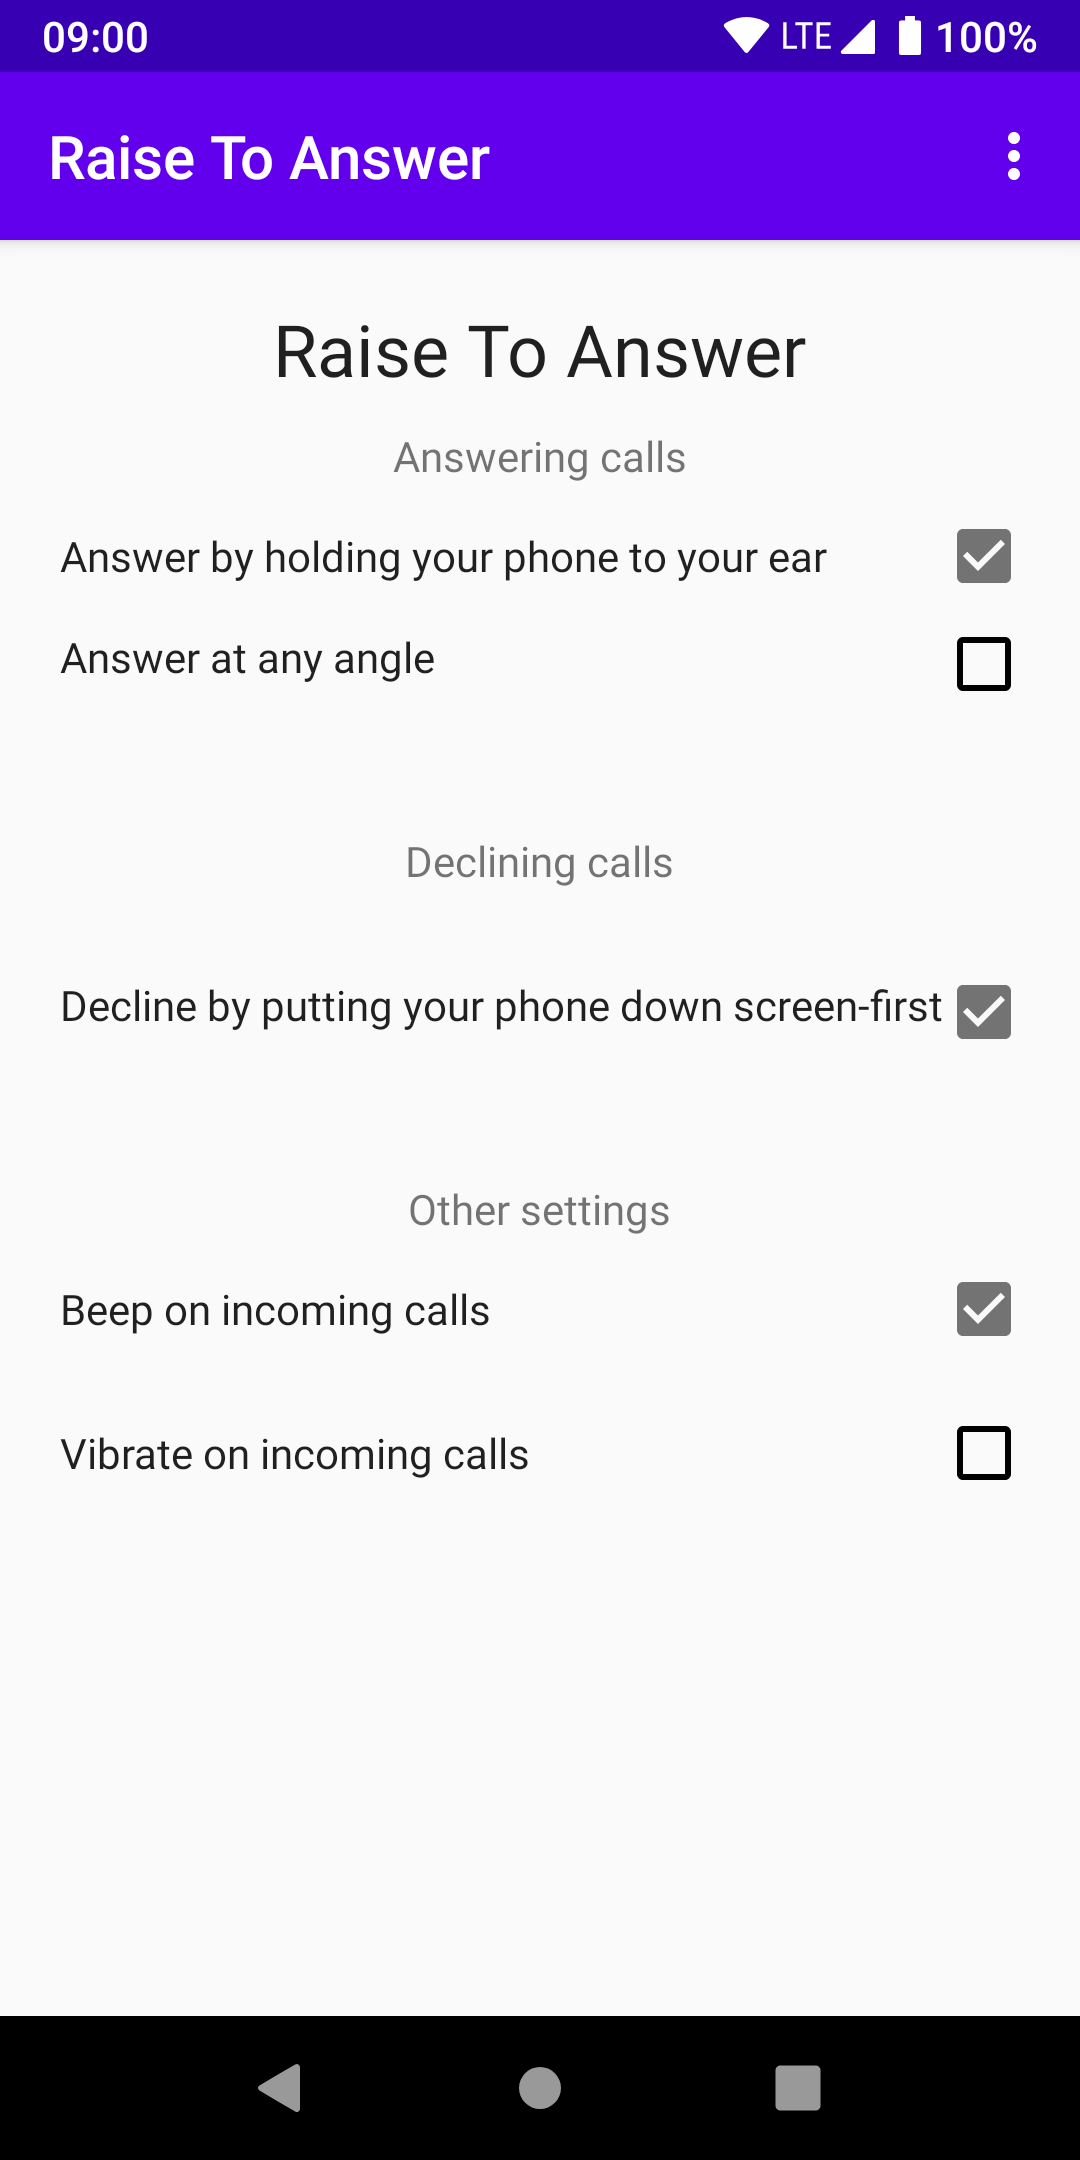 09:00 LTE 100%
Raise To Answer
Raise To Answer
Answering calls
Answer by holding your phone to your ear
Answer at any angle
Declining calls
Decline by putting your phone down screen-first
Other settings
Beep on incoming calls
Vibrate on incoming calls